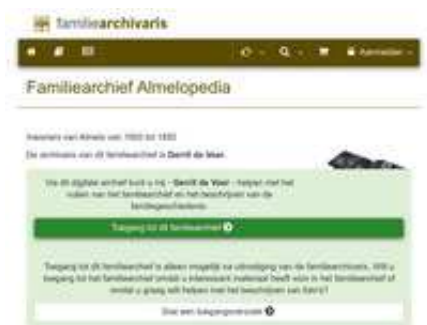 familiearchivaris
Aanmelden
Familiearchief Almelopedia
Inwoners van Almelo van 1600 tot 1850
De archivaris van dit familiearchief is Gerrit de Voer.
Via dit digitale archief kunt u mij - Gerrit de Voer - helpen met het
vullen van het familiearchief en het beschrijven van de
familiegeschiedenis.
Toegang tot dit familiearchief
Toegang tot dit familiearchief is alleen mogelijk na uitnodiging van de familiearchivaris. Wilt u
toegang tot het familiearchief omdat u interessant materiaal heeft voor in het familiearchief of
omdat u graag wilt helpen met het beschrijven van foto's?
Doe een toegangsverzoek